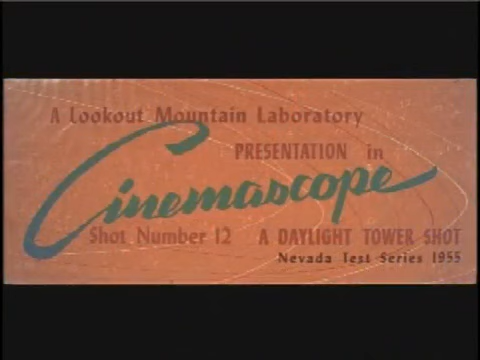 A Lookout Mountain Laboratory
PRESENTATION in
Cinemascope
Shot Number 12 A DAYLIGHT TOWER SHOT
Nevada Test Series 1955